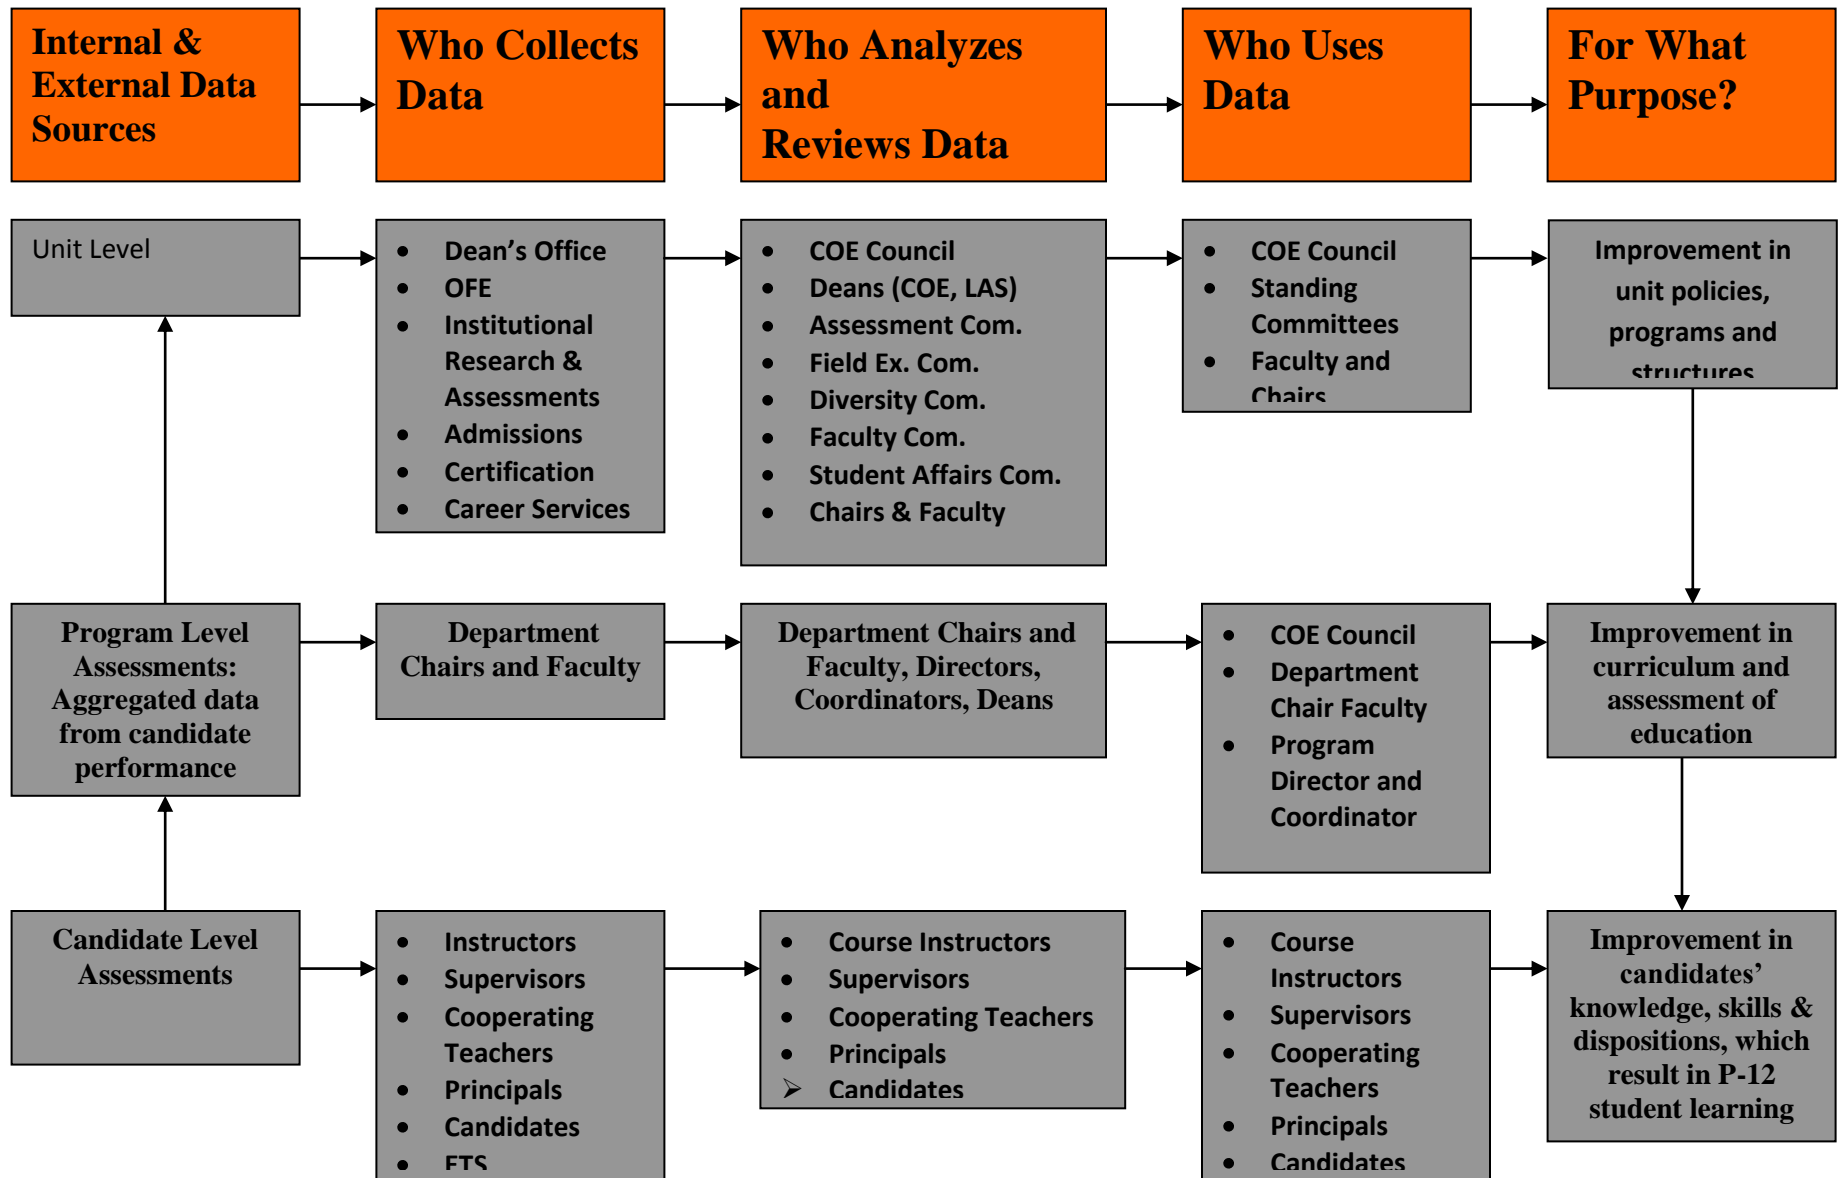 Internal &
External Data
Sources
Who Collects
Data
Who Analyzes
and
Reviews Data
Who Uses
Data
For What
Purpose?
Unit Level
• Dean’s Office
• OFE
• Institutional
Research &
Assessments
• Admissions
• Certification
• Career Services
• COE Council
• Deans (COE, LAS)
• Assessment Com.
• Field Ex. Com.
• Diversity Com.
• Faculty Com.
• Student Affairs Com.
• Chairs & Faculty
• COE Council
• Standing
Committees
• Faculty and
Chairs
Improvement in
unit policies,
programs and
structures
Program Level
Assessments:
Aggregated data
from candidate
performance
Department
Chairs and Faculty
Department Chairs and
Faculty, Directors,
Coordinators, Deans
• COE Council
• Department
Chair Faculty
• Program
Director and
Coordinator
Improvement in
curriculum and
assessment of
education
Candidate Level
Assessments
• Instructors
• Supervisors
• Cooperating
Teachers
• Principals
• Candidates
• ETS
• Course Instructors
• Supervisors
• Cooperating Teachers
• Principals
➢ Candidates
• Course
Instructors
• Supervisors
• Cooperating
Teachers
• Principals
• Candidates
Improvement in
candidates’
knowledge, skills &
dispositions, which
result in P-12
student learning